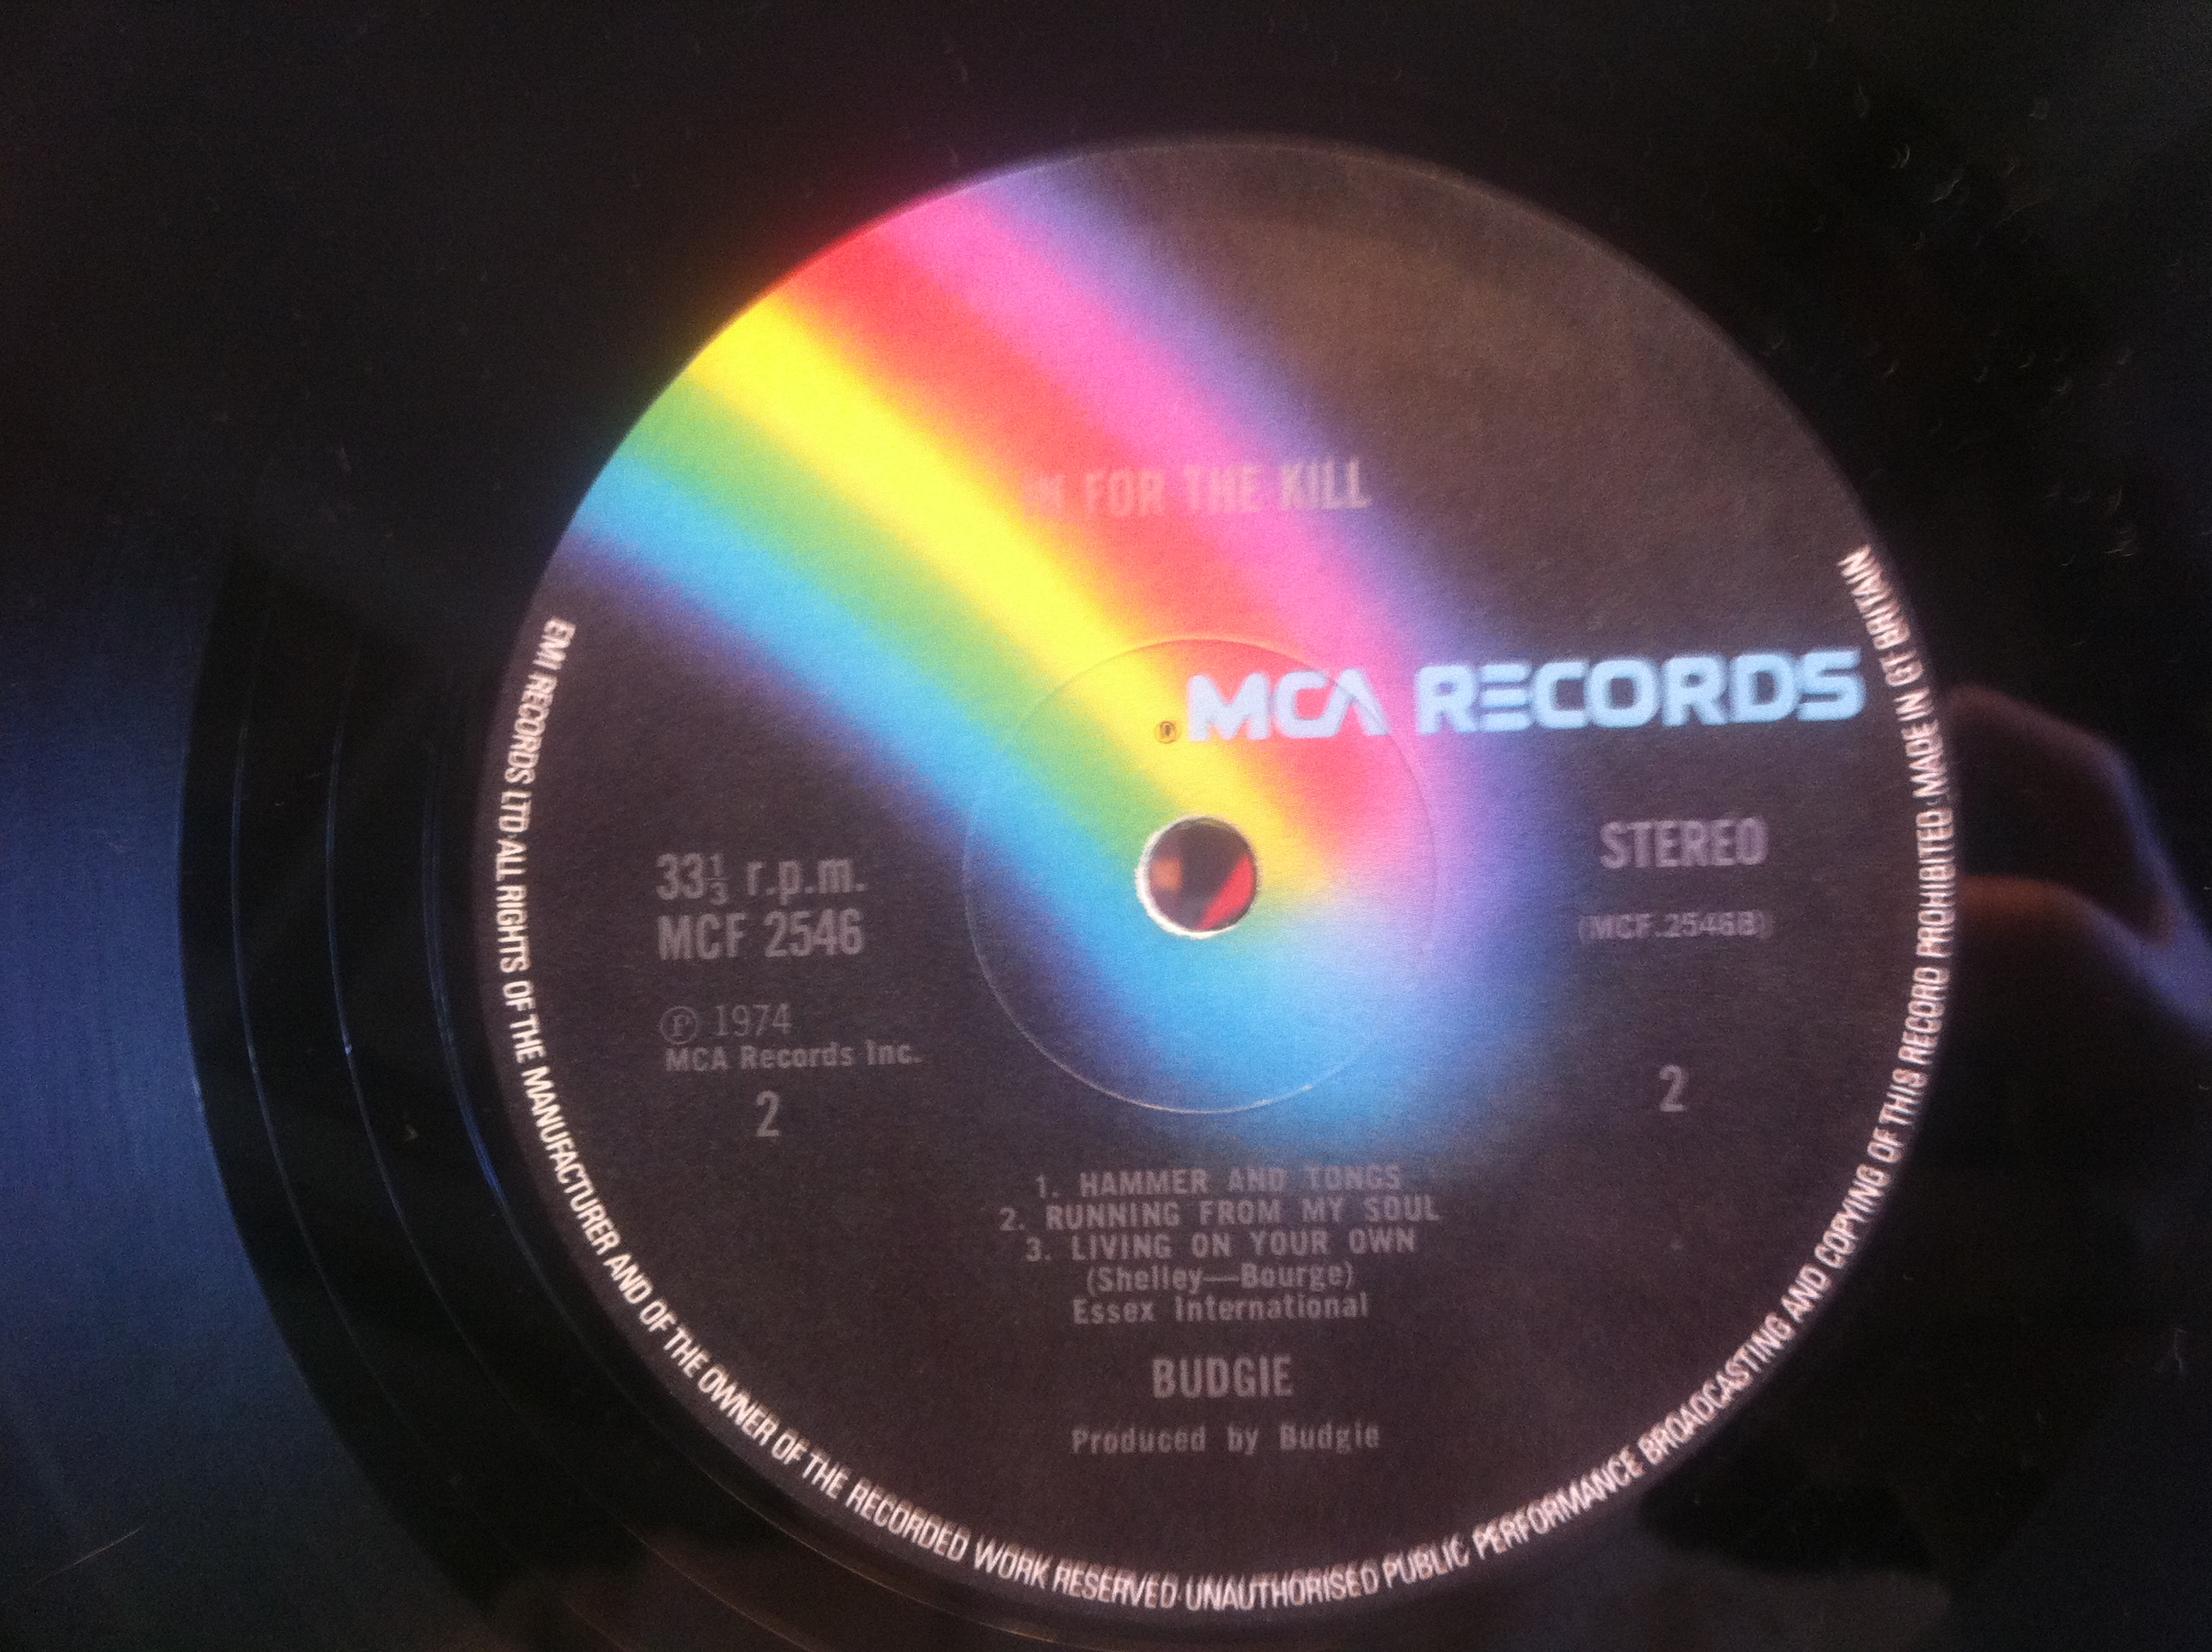 IN FOR THE KILL
® MCA RECORDS
STEREO
33⅓ r.p.m.
MCF 2546
(MCF.2546B)
℗ 1974
MCA Records Inc.
2
2
1. HAMMER AND TONGS
2. RUNNING FROM MY SOUL
3. LIVING ON YOUR OWN
(Shelley—Bourge)
Essex International
BUDGIE
Produced by Budgie
EMI RECORDS LTD·ALL RIGHTS OF THE MANUFACTURER AND OF THE OWNER OF THE RECORDED WORK RESERVED·UNAUTHORISED PUBLIC PERFORMANCE BROADCASTING AND COPYING OF THIS RECORD PROHIBITED·MADE IN GT BRITAIN